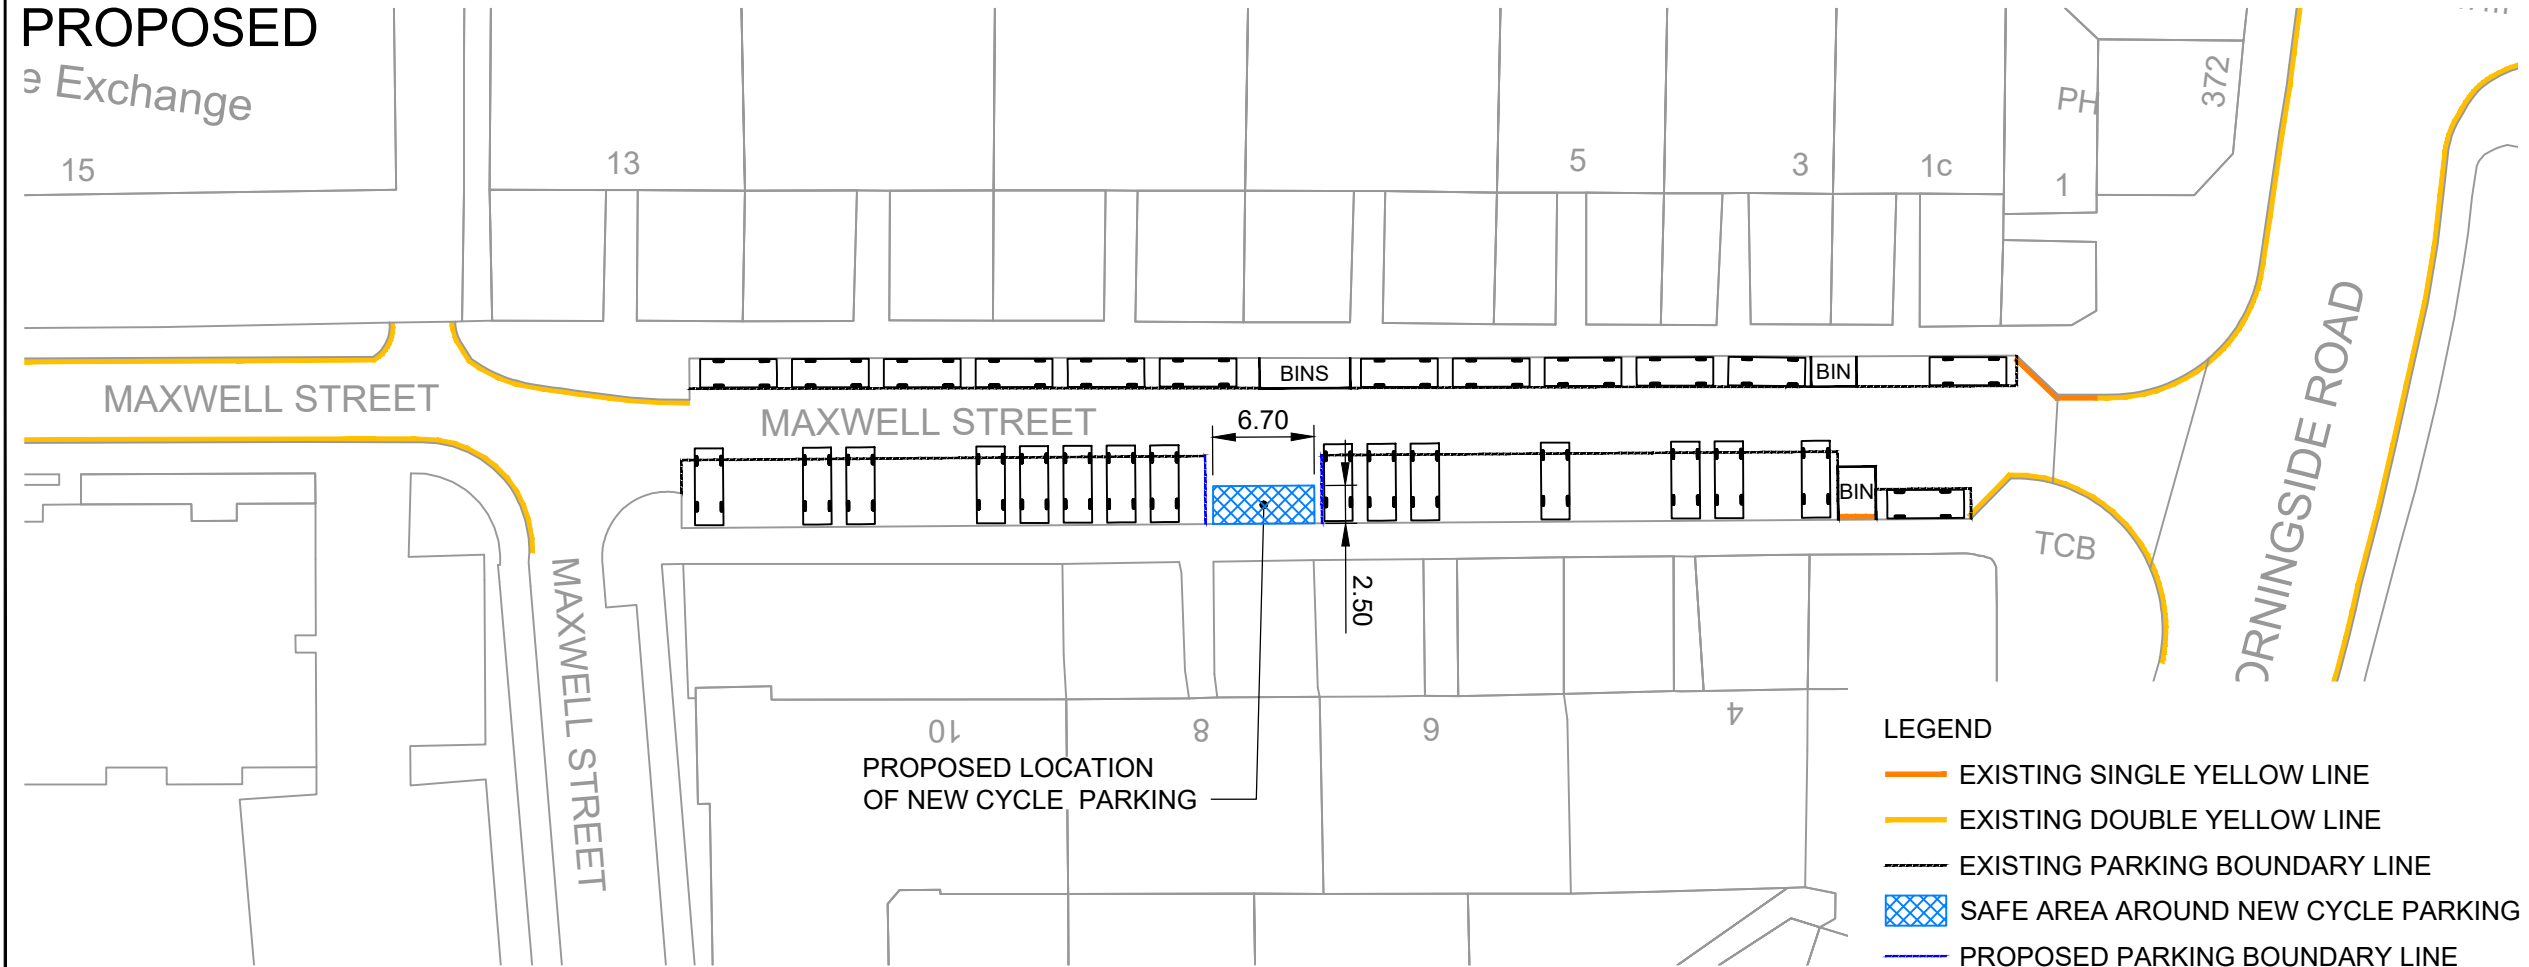 PROPOSED
e Exchange
15
13
5
3
1c
1
PH
372
MAXWELL STREET
MAXWELL STREET
BINS
BIN
6.70
BIN
2.50
TCB
MAXWELL STREET
ORNINGSIDE ROAD
10
8
6
4
PROPOSED LOCATION
OF NEW CYCLE PARKING
LEGEND
EXISTING SINGLE YELLOW LINE
EXISTING DOUBLE YELLOW LINE
EXISTING PARKING BOUNDARY LINE
SAFE AREA AROUND NEW CYCLE PARKING
PROPOSED PARKING BOUNDARY LINE